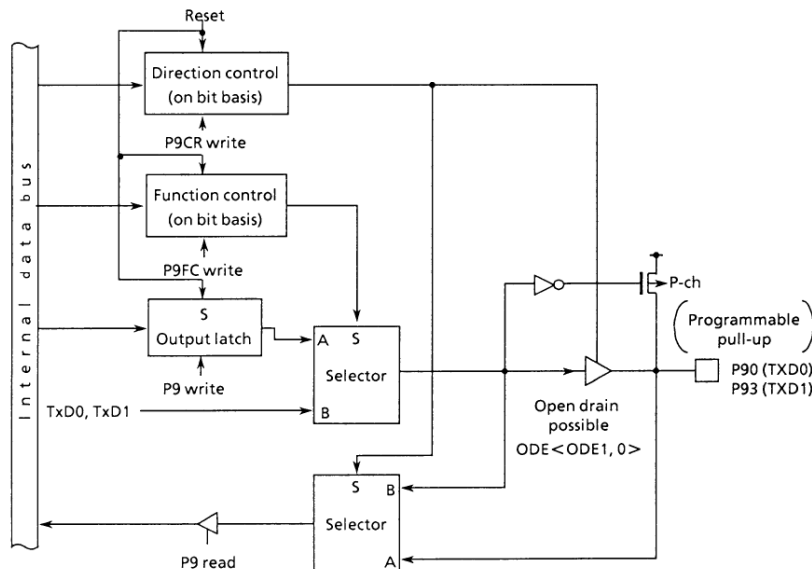 Reset
Direction control
(on bit basis)
P9CR write
Function control
(on bit basis)
P9FC write
S
Output latch
P9 write
TxD0, TxD1
Internal data bus
A
S
Selector
B
P-ch
(Programmable
pull-up)
P90 (TXD0)
P93 (TXD1)
Open drain
possible
ODE<ODE1, 0>
S
B
Selector
A
P9 read